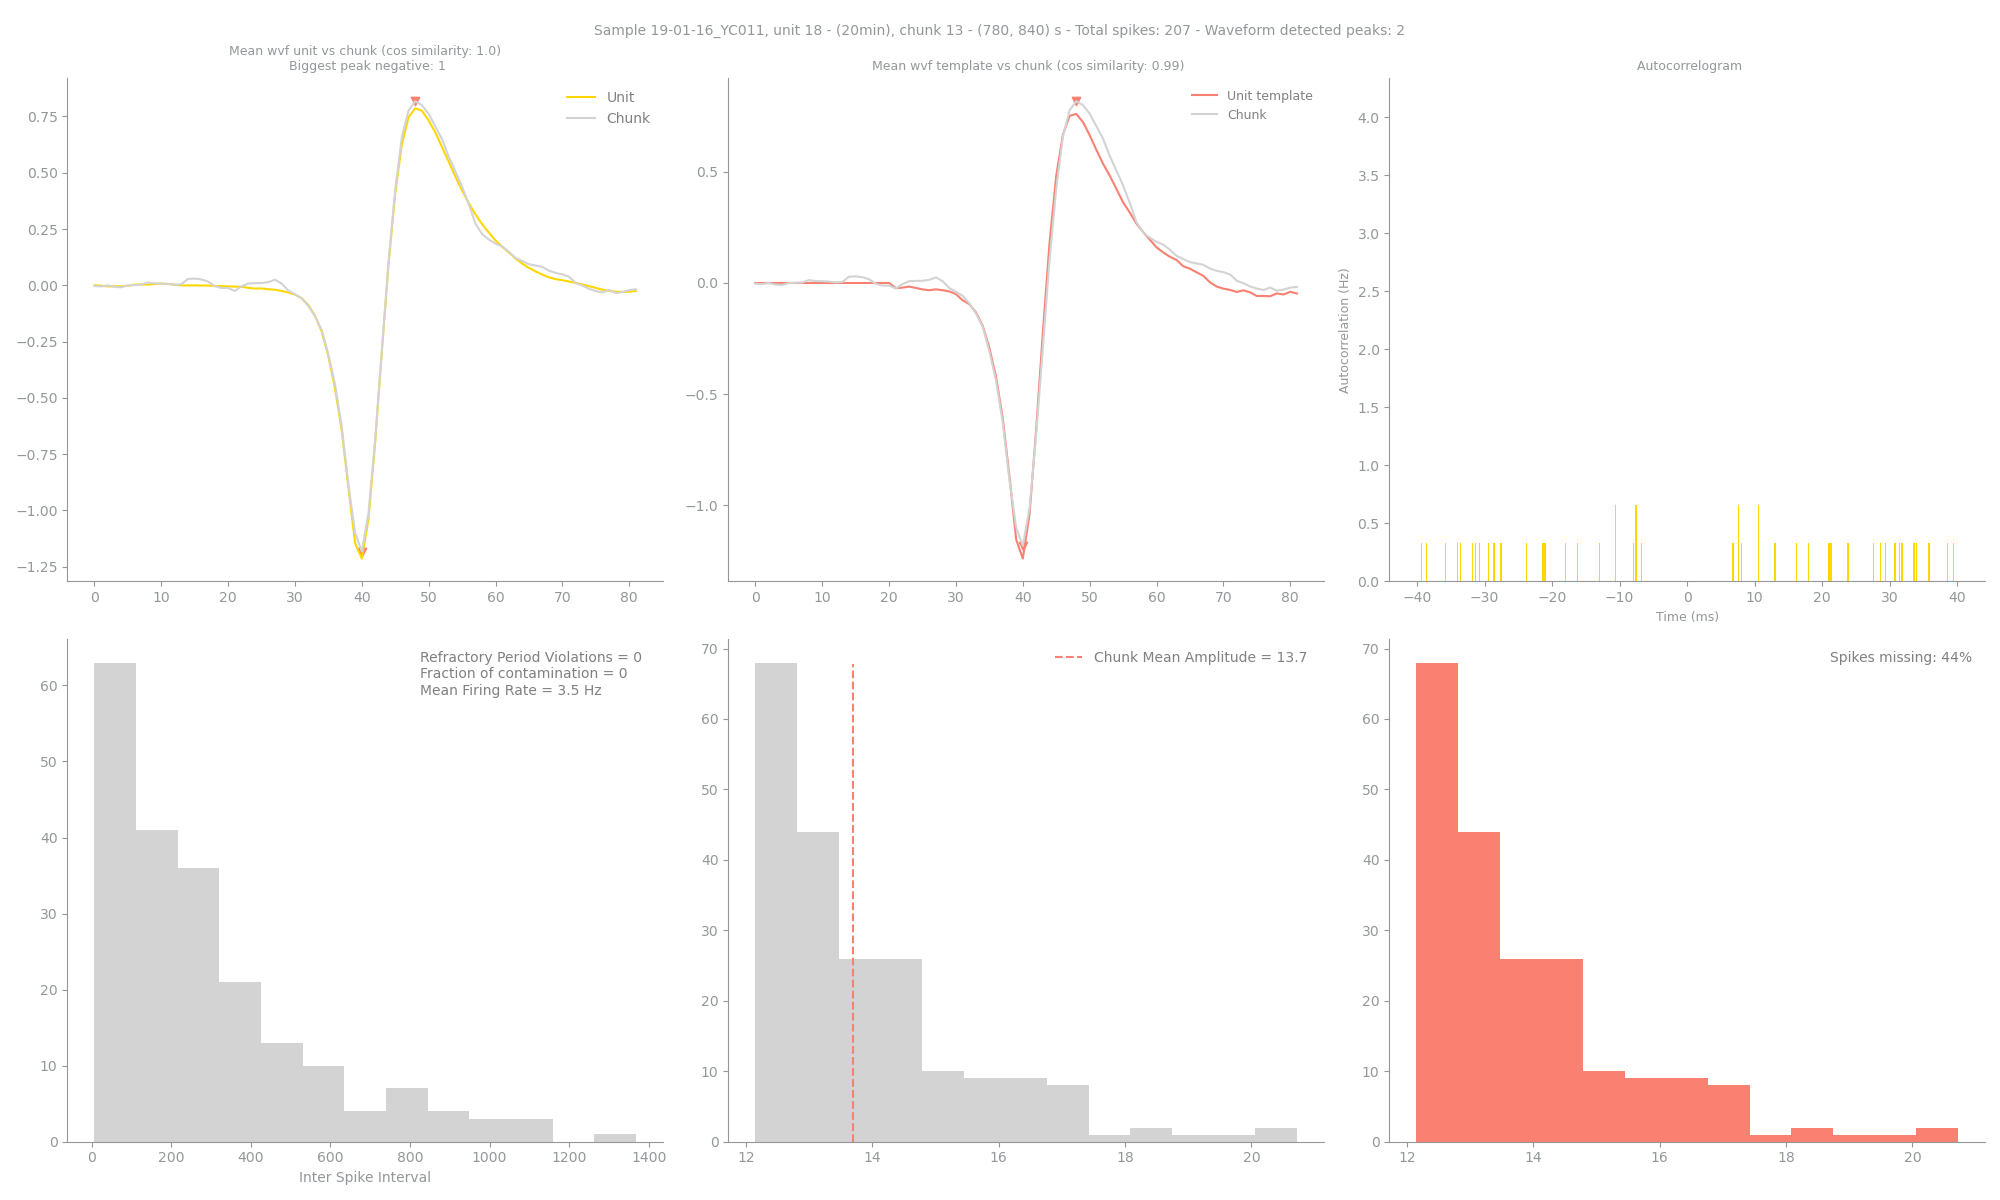 Sample 19-01-16_YC011, unit 18 - (20min), chunk 13 - (780, 840) s - Total spikes: 207 - Waveform detected peaks: 2
Mean wvf unit vs chunk (cos similarity: 1.0)
Biggest peak negative: 1
Unit
Chunk
0.75
0.50
0.25
0.00
−0.25
−0.50
−0.75
−1.00
−1.25
0 10 20 30 40 50 60 70 80
Mean wvf template vs chunk (cos similarity: 0.99)
Unit template
Chunk
0.5
0.0
−0.5
−1.0
0 10 20 30 40 50 60 70 80
Autocorrelogram
Autocorrelation (Hz)
4.0
3.5
3.0
2.5
2.0
1.5
1.0
0.5
0.0
−40 −30 −20 −10 0 10 20 30 40
Time (ms)
Refractory Period Violations = 0
Fraction of contamination = 0
Mean Firing Rate = 3.5 Hz
60
50
40
30
20
10
0
0 200 400 600 800 1000 1200 1400
Inter Spike Interval
Chunk Mean Amplitude = 13.7
70
60
50
40
30
20
10
0
12 14 16 18 20
Spikes missing: 44%
70
60
50
40
30
20
10
0
12 14 16 18 20